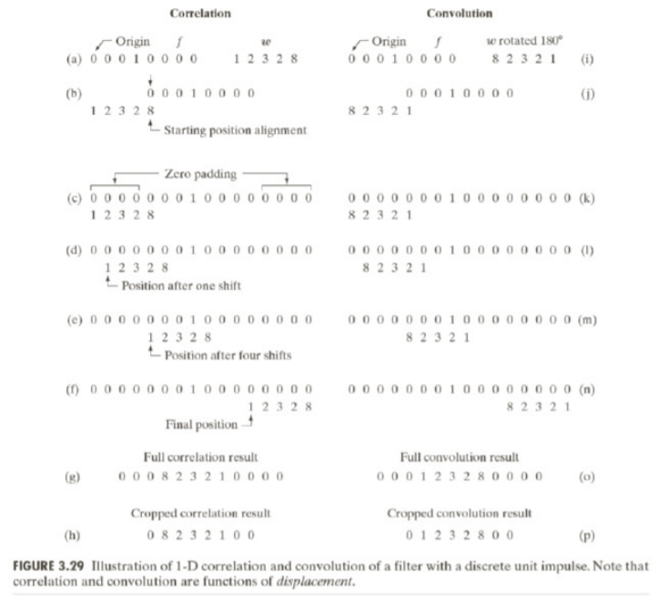 Correlation Convolution
Origin f w Origin f w rotated 180°
(a) 0 0 0 1 0 0 0 0 1 2 3 2 8 0 0 0 1 0 0 0 0 8 2 3 2 1 (i)
(b) 0 0 0 1 0 0 0 0 0 0 0 1 0 0 0 0 (j)
1 2 3 2 8 8 2 3 2 1
Starting position alignment
Zero padding
(c) 0 0 0 0 0 0 0 1 0 0 0 0 0 0 0 0 0 0 0 0 0 0 0 1 0 0 0 0 0 0 0 0 (k)
1 2 3 2 8 8 2 3 2 1
(d) 0 0 0 0 0 0 0 1 0 0 0 0 0 0 0 0 0 0 0 0 0 0 0 1 0 0 0 0 0 0 0 0 (l)
1 2 3 2 8 8 2 3 2 1
Position after one shift
(e) 0 0 0 0 0 0 0 1 0 0 0 0 0 0 0 0 0 0 0 0 0 0 0 1 0 0 0 0 0 0 0 0 (m)
1 2 3 2 8 8 2 3 2 1
Position after four shifts
(f) 0 0 0 0 0 0 0 1 0 0 0 0 0 0 0 0 0 0 0 0 0 0 0 1 0 0 0 0 0 0 0 0 (n)
1 2 3 2 8 8 2 3 2 1
Final position
Full correlation result Full convolution result
(g) 0 0 0 8 2 3 2 1 0 0 0 0 0 0 0 1 2 3 2 8 0 0 0 0 (o)
Cropped correlation result Cropped convolution result
(h) 0 8 2 3 2 1 0 0 0 1 2 3 2 8 0 0 (p)
FIGURE 3.29 Illustration of 1-D correlation and convolution of a filter with a discrete unit impulse. Note that
correlation and convolution are functions of displacement.